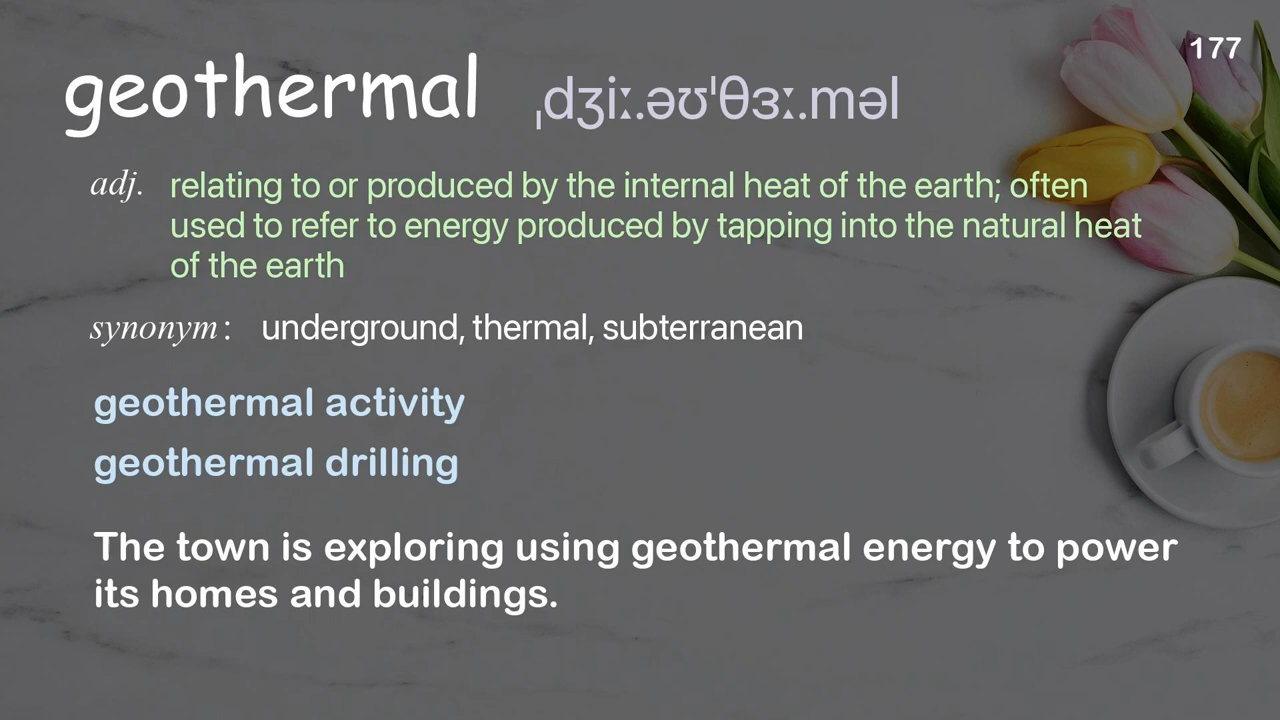 177
geothermal ˌdʒiː.əʊˈθɜː.məl
adj. relating to or produced by the internal heat of the earth; often
used to refer to energy produced by tapping into the natural heat
of the earth
synonym: underground, thermal, subterranean
geothermal activity
geothermal drilling
The town is exploring using geothermal energy to power
its homes and buildings.